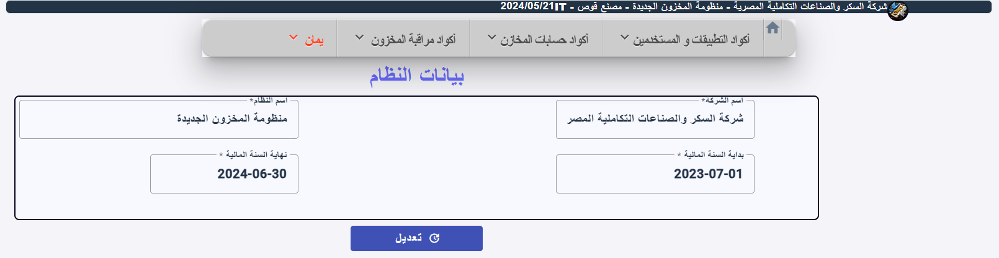 شركة السكر والصناعات التكاملية المصرية - منظومة المخزون الجديدة - مصنع قوص - IT2024/05/21
أكواد التطبيقات و المستخدمين أكواد حسابات المخازن أكواد مراقبة المخزون يمان
بيانات النظام
اسم الشركة* اسم النظام*
شركة السكر والصناعات التكاملية المصر منظومة المخزون الجديدة
بداية السنة المالية * نهاية السنة المالية *
2023-07-01 2024-06-30
تعديل